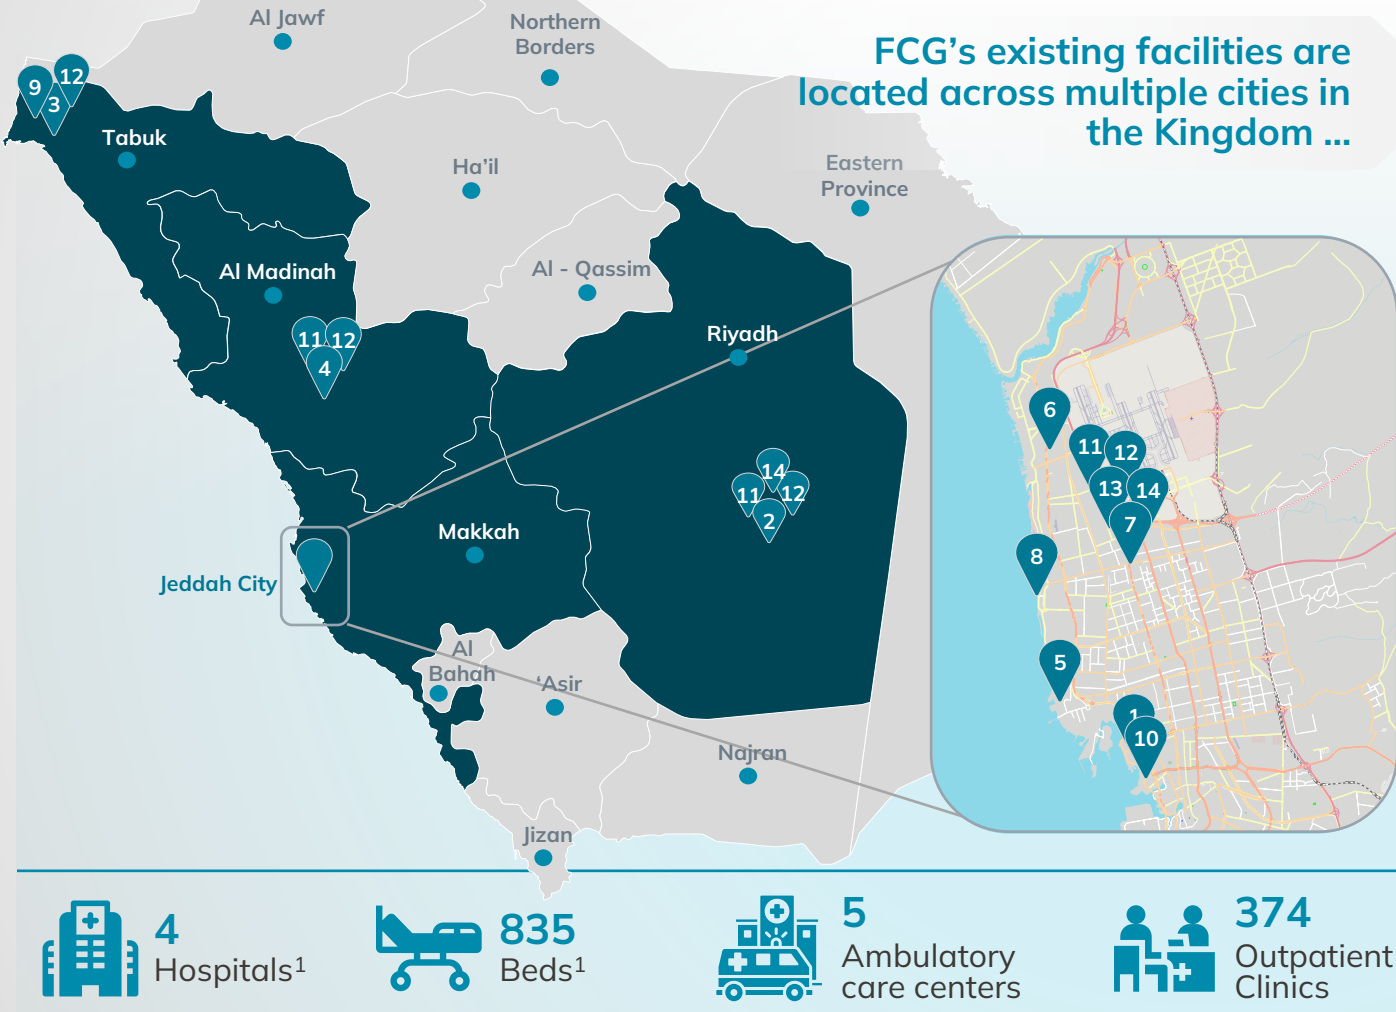 Al Jawf
Northern
Borders
FCG's existing facilities are
located across multiple cities in
the Kingdom ...
9
12
3
Tabuk
Ha'il
Eastern
Province
Al Madinah
Al - Qassim
11
12
4
Riyadh
14
11
12
2
Makkah
Jeddah City
Al
Bahah
‘Asir
Najran
Jizan
6
11
12
13
14
7
8
5
1
10
4
Hospitals¹
835
Beds¹
5
Ambulatory
care centers
374
Outpatient
Clinics